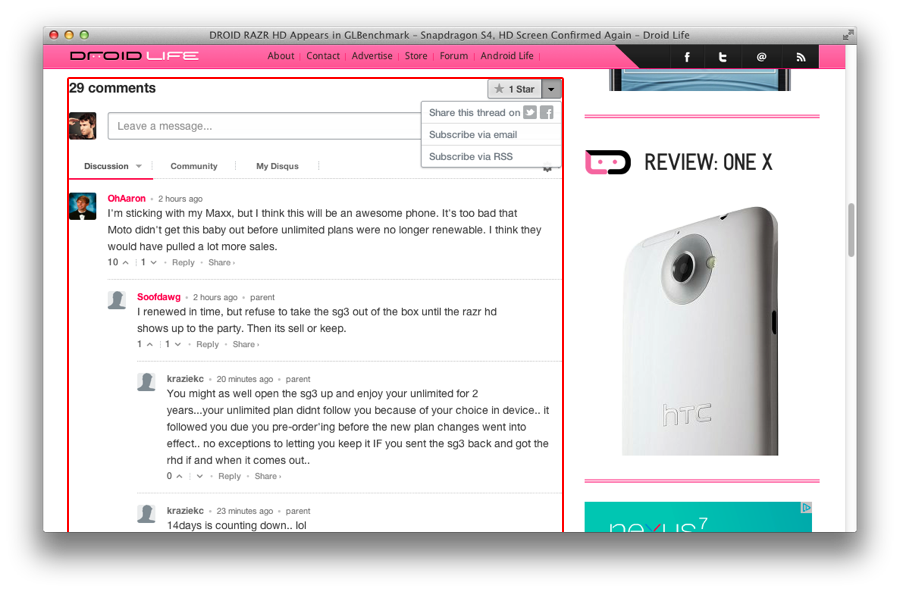 DROID RAZR HD Appears in GLBenchmark – Snapdragon S4, HD Screen Confirmed Again – Droid Life
DROID LIFE
About | Contact | Advertise | Store | Forum | Android Life |
f t @
29 comments
★ 1 Star
Share this thread on
Subscribe via email
Subscribe via RSS
Leave a message...
Discussion
Community
My Disqus
OhAaron • 2 hours ago
I'm sticking with my Maxx, but I think this will be an awesome phone. It's too bad that
Moto didn't get this baby out before unlimited plans were no longer renewable. I think they
would have pulled a lot more sales.
10 | 1 • Reply • Share ›
Soofdawg • 2 hours ago • parent
I renewed in time, but refuse to take the sg3 out of the box until the razr hd
shows up to the party. Then its sell or keep.
1 | 1 • Reply • Share ›
kraziekc • 20 minutes ago • parent
You might as well open the sg3 up and enjoy your unlimited for 2
years...your unlimited plan didnt follow you because of your choice in device.. it
followed you due you pre-order'ing before the new plan changes went into
effect.. no exceptions to letting you keep it IF you sent the sg3 back and got the
rhd if and when it comes out..
0 | • Reply • Share ›
kraziekc • 23 minutes ago • parent
14days is counting down.. lol
REVIEW: ONE X
hTC
nexus 7